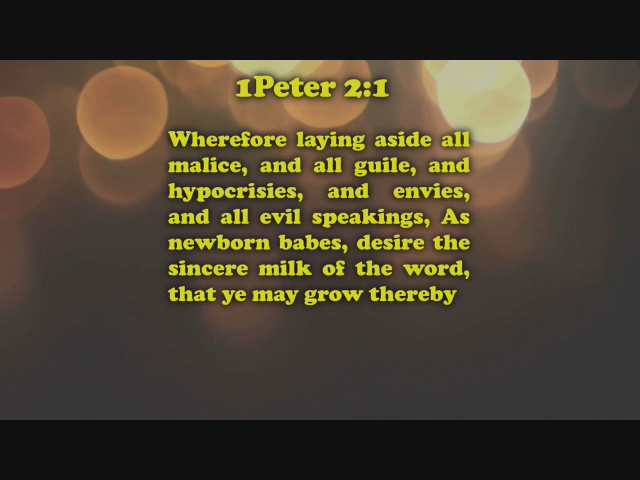 1Peter 2:1
Wherefore laying aside all
malice, and all guile, and
hypocrisies, and envies,
and all evil speakings, As
newborn babes, desire the
sincere milk of the word,
that ye may grow thereby